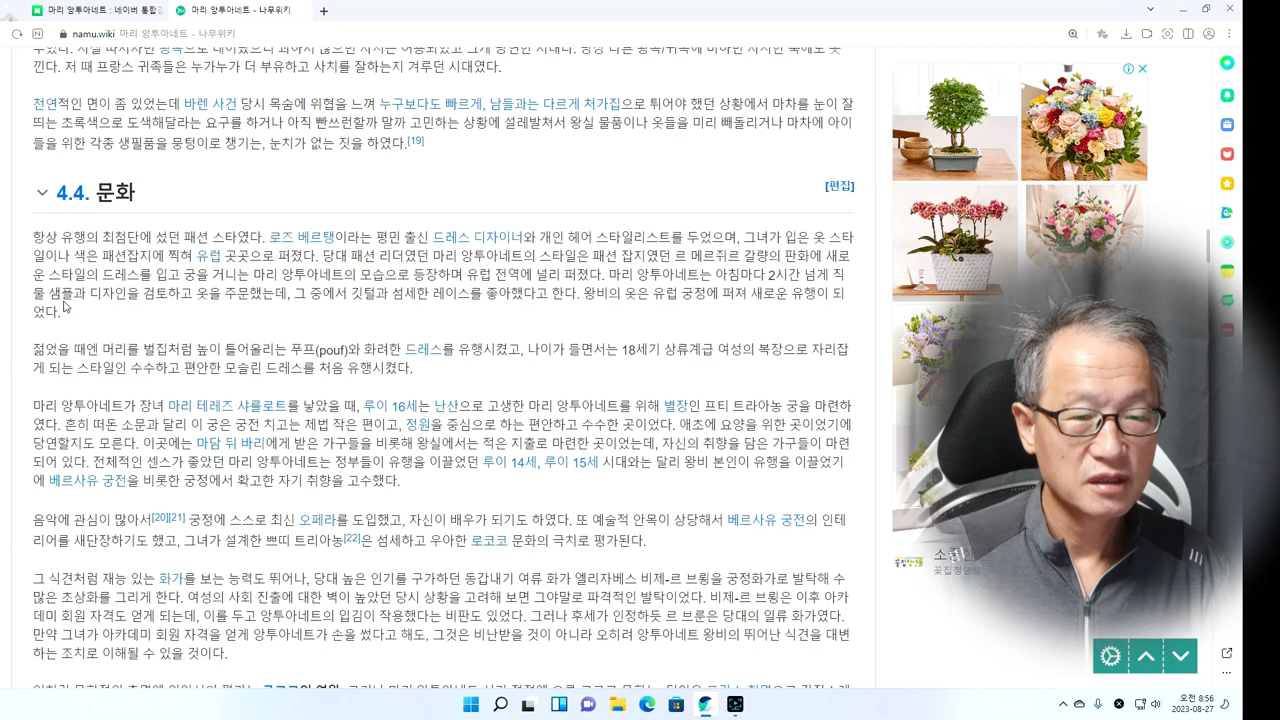 마리 앙투아네트 : 네이버 통합검
마리 앙투아네트 - 나무위키
namu.wiki 마리 앙투아네트 - 나무위키
낀다. 저 때 프랑스 귀족들은 누가누가 더 부유하고 사치를 잘하는지 겨루던 시대였다.
천연적인 면이 좀 있었는데 바렌 사건 당시 목숨에 위협을 느껴 누구보다도 빠르게, 남들과는 다르게 처가집으로 튀어야 했던 상황에서 마차를 눈이 잘
띄는 초록색으로 도색해달라는 요구를 하거나 아직 빤쓰런할까 말까 고민하는 상황에 설레발쳐서 왕실 물품이나 옷들을 미리 빼돌리거나 마차에 아이
들을 위한 각종 생필품을 뭉텅이로 챙기는, 눈치가 없는 짓을 하였다.[19]
4.4. 문화
[편집]
항상 유행의 최첨단에 섰던 패션 스타였다. 로즈 베르탱이라는 평민 출신 드레스 디자이너와 개인 헤어 스타일리스트를 두었으며, 그녀가 입은 옷 스타
일이나 색은 패션잡지에 찍혀 유럽 곳곳으로 퍼졌다. 당대 패션 리더였던 마리 앙투아네트의 스타일은 패션 잡지였던 르 메르쥐르 갈량의 판화에 새로
운 스타일의 드레스를 입고 궁을 거니는 마리 앙투아네트의 모습으로 등장하며 유럽 전역에 널리 퍼졌다. 마리 앙투아네트는 아침마다 2시간 넘게 직
물 샘플과 디자인을 검토하고 옷을 주문했는데, 그 중에서 깃털과 섬세한 레이스를 좋아했다고 한다. 왕비의 옷은 유럽 궁정에 퍼져 새로운 유행이 되
었다.
젊었을 때엔 머리를 벌집처럼 높이 틀어올리는 푸프(pouf)와 화려한 드레스를 유행시켰고, 나이가 들면서는 18세기 상류계급 여성의 복장으로 자리잡
게 되는 스타일인 수수하고 편안한 모슬린 드레스를 처음 유행시켰다.
마리 앙투아네트가 장녀 마리 테레즈 샤를로트를 낳았을 때, 루이 16세는 난산으로 고생한 마리 앙투아네트를 위해 별장인 프티 트라아농 궁을 마련하
였다. 흔히 떠돈 소문과 달리 이 궁은 궁전 치고는 제법 작은 편이고, 정원을 중심으로 하는 편안하고 수수한 곳이었다. 애초에 요양을 위한 곳이었기에
당연할지도 모른다. 이곳에는 마담 뒤 바리에게 받은 가구들을 비롯해 왕실에서는 적은 지출로 마련한 곳이었는데, 자신의 취향을 담은 가구들이 마련
되어 있다. 전체적인 센스가 좋았던 마리 앙투아네트는 정부들이 유행을 이끌었던 루이 14세, 루이 15세 시대와는 달리 왕비 본인이 유행을 이끌었기
에 베르사유 궁전을 비롯한 궁정에서 확고한 자기 취향을 고수했다.
음악에 관심이 많아서[20][21] 궁정에 스스로 최신 오페라를 도입했고, 자신이 배우가 되기도 하였다. 또 예술적 안목이 상당해서 베르사유 궁전의 인테
리어를 새단장하기도 했고, 그녀가 설계한 쁘띠 트리아농[22]은 섬세하고 우아한 로코코 문화의 극치로 평가된다.
그 식견처럼 재능 있는 화가를 보는 능력도 뛰어나, 당대 높은 인기를 구가하던 동갑내기 여류 화가 엘리자베스 비제-르 브룅을 궁정화가로 발탁해 수
많은 초상화를 그리게 한다. 여성의 사회 진출에 대한 벽이 높았던 당시 상황을 고려해 보면 그야말로 파격적인 발탁이었다. 비제-르 브룅은 이후 아카
데미 회원 자격도 얻게 되는데, 이를 두고 앙투아네트의 입김이 작용했다는 비판도 있었다. 그러나 후세가 인정하듯 르 브룬은 당대의 일류 화가였다.
만약 그녀가 아카데미 회원 자격을 얻게 앙투아네트가 손을 썼다고 해도, 그것은 비난받을 것이 아니라 오히려 앙투아네트 왕비의 뛰어난 식견을 대변
하는 조치로 이해될 수 있을 것이다.
오전 8:56
2023-08-27